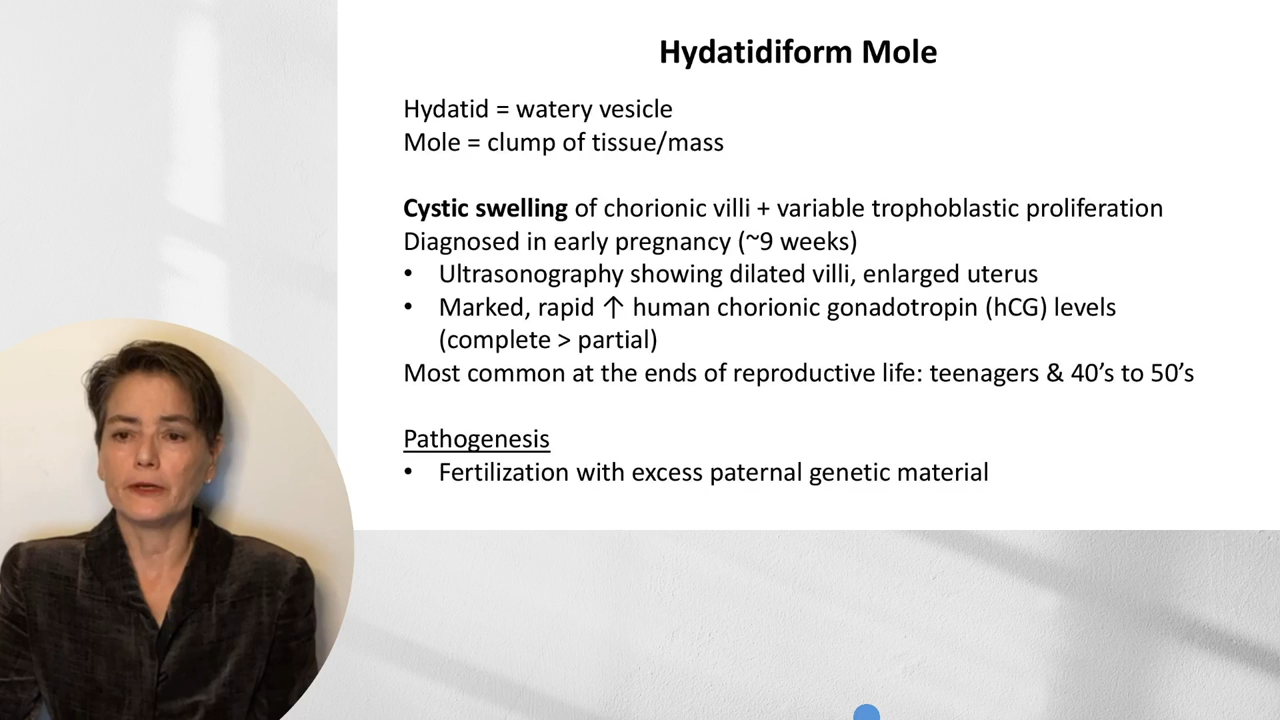 Hydatidiform Mole
Hydatid = watery vesicle
Mole = clump of tissue/mass
Cystic swelling of chorionic villi + variable trophoblastic proliferation
Diagnosed in early pregnancy (~9 weeks)
• Ultrasonography showing dilated villi, enlarged uterus
• Marked, rapid ↑ human chorionic gonadotropin (hCG) levels
(complete > partial)
Most common at the ends of reproductive life: teenagers & 40’s to 50’s
Pathogenesis
• Fertilization with excess paternal genetic material